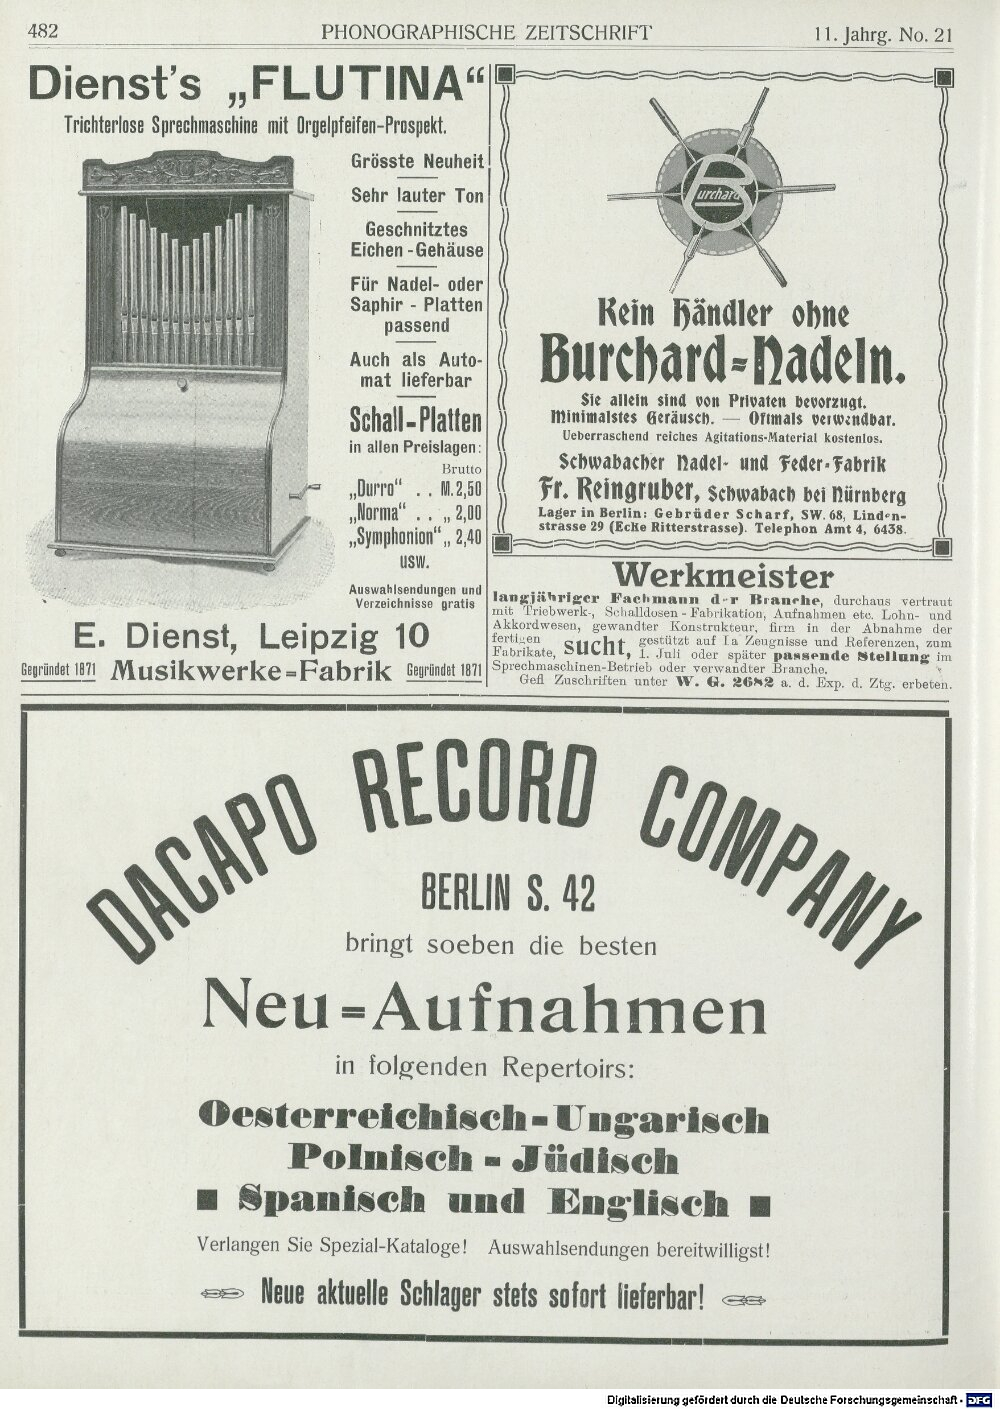 482 PHONOGRAPHISCHE ZEITSCHRIFT 11. Jahrg. No. 21
Dienst's „FLUTINA“
Trichterlose Sprechmaschine mit Orgelpfeifen-Prospekt.
Grösste Neuheit
Sehr lauter Ton
Geschnitztes
Eichen-Gehäuse
Für Nadel- oder
Saphir - Platten
passend
Auch als Auto-
mat lieferbar
Schall-Platten
in allen Preislagen:
Brutto
„Durro“ . . M. 2,50
„Norma“ . . „ 2,00
„Symphonion“ „ 2,40
usw.
Auswahlsendungen und
Verzeichnisse gratis
E. Dienst, Leipzig 10
Gegründet 1871 Musikwerke=Fabrik Gegründet 1871
Burchard
Kein Händler ohne
Burchard=Nadeln.
Sie allein sind von Privaten bevorzugt.
Minimalstes Geräusch. — Oftmals verwendbar.
Ueberraschend reiches Agitations-Material kostenlos.
Schwabacher Nadel- und Feder-Fabrik
Fr. Reingruber, Schwabach bei Nürnberg
Lager in Berlin: Gebrüder Scharf, SW. 68, Linden-
strasse 29 (Ecke Ritterstrasse). Telephon Amt 4, 6438.
Werkmeister
langjähriger Fachmann der Branche, durchaus vertraut
mit Triebwerk-, Schalldosen-Fabrikation, Aufnahmen etc. Lohn- und
Akkordwesen, gewandter Konstrukteur, firm in der Abnahme der
fertigen Fabrikate, sucht, gestützt auf Ia Zeugnisse und Referenzen, zum
1. Juli oder später passende Stellung im
Sprechmaschinen-Betrieb oder verwandter Branche.
Gefl Zuschriften unter W. G. 2682 a. d. Exp. d. Ztg. erbeten.
DACAPO RECORD COMPANY
BERLIN S. 42
bringt soeben die besten
Neu=Aufnahmen
in folgenden Repertoirs:
Oesterreichisch-Ungarisch
Polnisch - Jüdisch
Spanisch und Englisch
Verlangen Sie Spezial-Kataloge! Auswahlsendungen bereitwilligst!
Neue aktuelle Schlager stets sofort lieferbar!
Digitalisierung gefördert durch die Deutsche Forschungsgemeinschaft - DFG